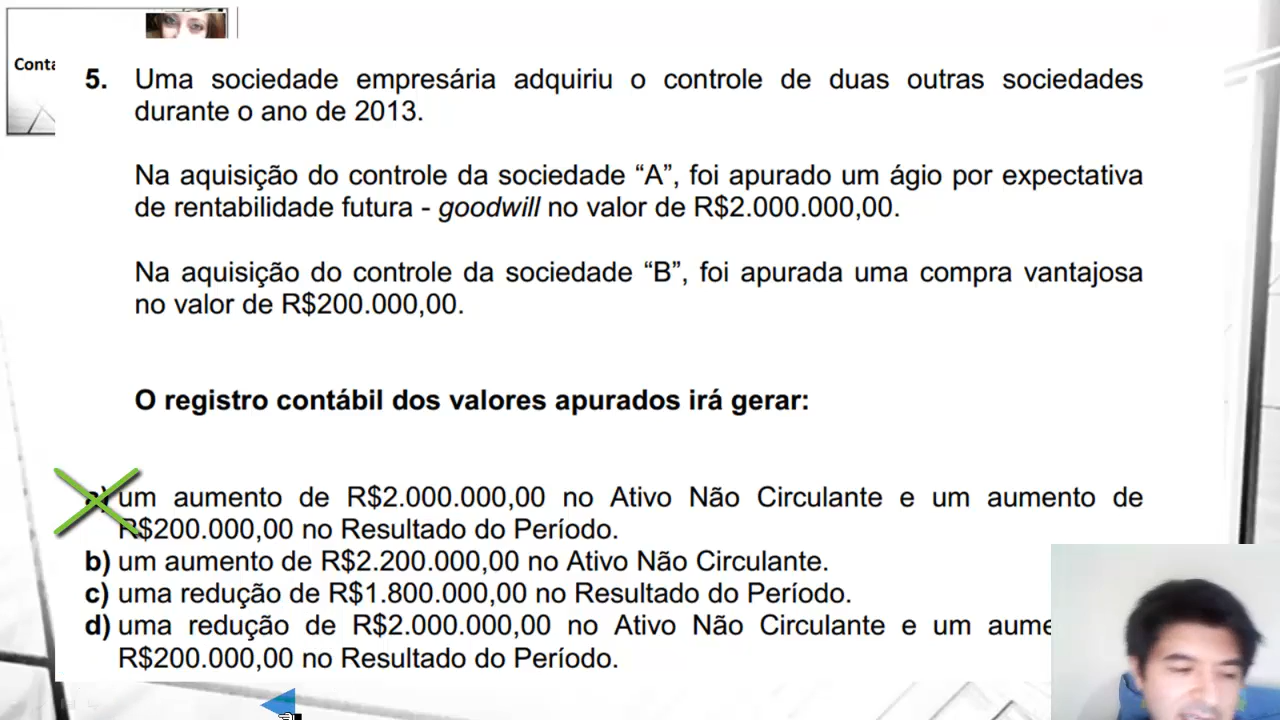 Conta
5. Uma sociedade empresária adquiriu o controle de duas outras sociedades
durante o ano de 2013.
Na aquisição do controle da sociedade “A”, foi apurado um ágio por expectativa
de rentabilidade futura - goodwill no valor de R$2.000.000,00.
Na aquisição do controle da sociedade “B”, foi apurada uma compra vantajosa
no valor de R$200.000,00.
O registro contábil dos valores apurados irá gerar:
a) um aumento de R$2.000.000,00 no Ativo Não Circulante e um aumento de
R$200.000,00 no Resultado do Período.
b) um aumento de R$2.200.000,00 no Ativo Não Circulante.
c) uma redução de R$1.800.000,00 no Resultado do Período.
d) uma redução de R$2.000.000,00 no Ativo Não Circulante e um aume
R$200.000,00 no Resultado do Período.